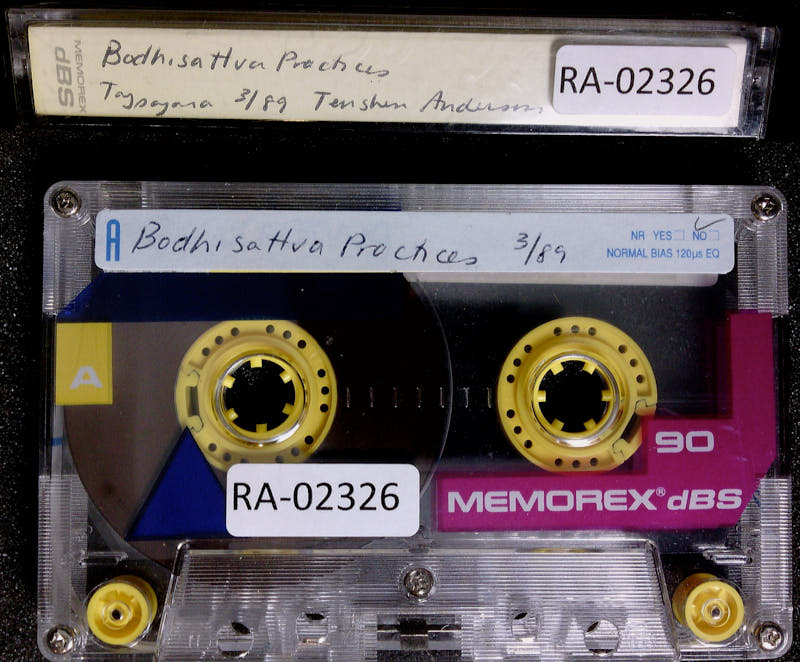 MEMOREX
dBS
Bodhisattva Practices
Tassajara 3/89 Tenshin Anderson
RA-02326
A Bodhisattva Practices 3/89
NR YES NO
NORMAL BIAS 120µs EQ
A
90
RA-02326
MEMOREX® dBS